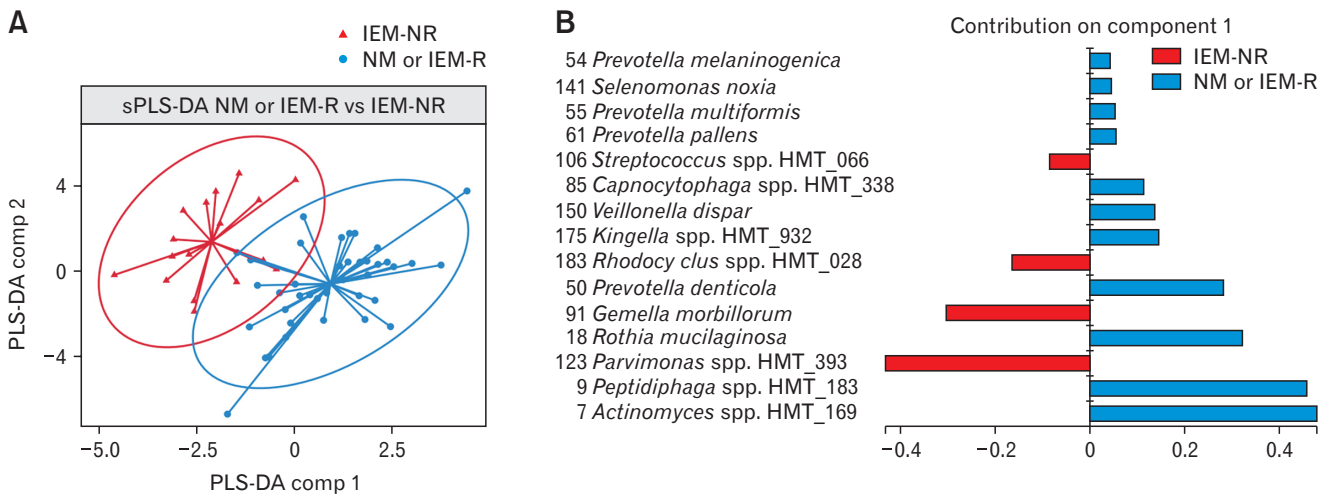 A
IEM-NR
NM or IEM-R
sPLS-DA NM or IEM-R vs IEM-NR
PLS-DA comp 2
4
0
−4
−5.0 −2.5 0 2.5
PLS-DA comp 1
B
Contribution on component 1
IEM-NR
NM or IEM-R
54 Prevotella melaninogenica
141 Selenomonas noxia
55 Prevotella multiformis
61 Prevotella pallens
106 Streptococcus spp. HMT_066
85 Capnocytophaga spp. HMT_338
150 Veillonella dispar
175 Kingella spp. HMT_932
183 Rhodocy clus spp. HMT_028
50 Prevotella denticola
91 Gemella morbillorum
18 Rothia mucilaginosa
123 Parvimonas spp. HMT_393
9 Peptidiphaga spp. HMT_183
7 Actinomyces spp. HMT_169
−0.4 −0.2 0 0.2 0.4